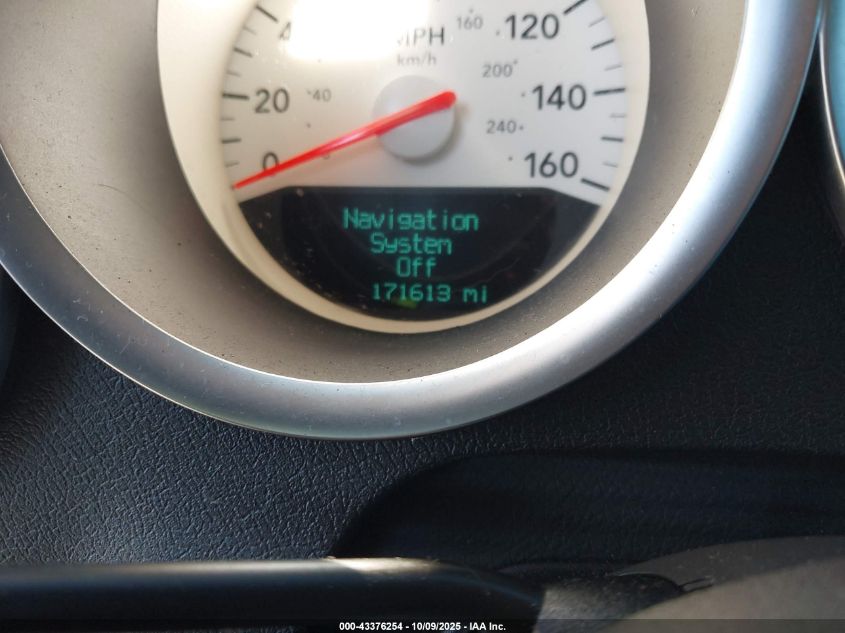 MPH
km/h
160
120
20
40
200
140
240
0
160
Navigation
System
Off
171613 mi
000-43376254 - 10/09/2025 - IAA Inc.